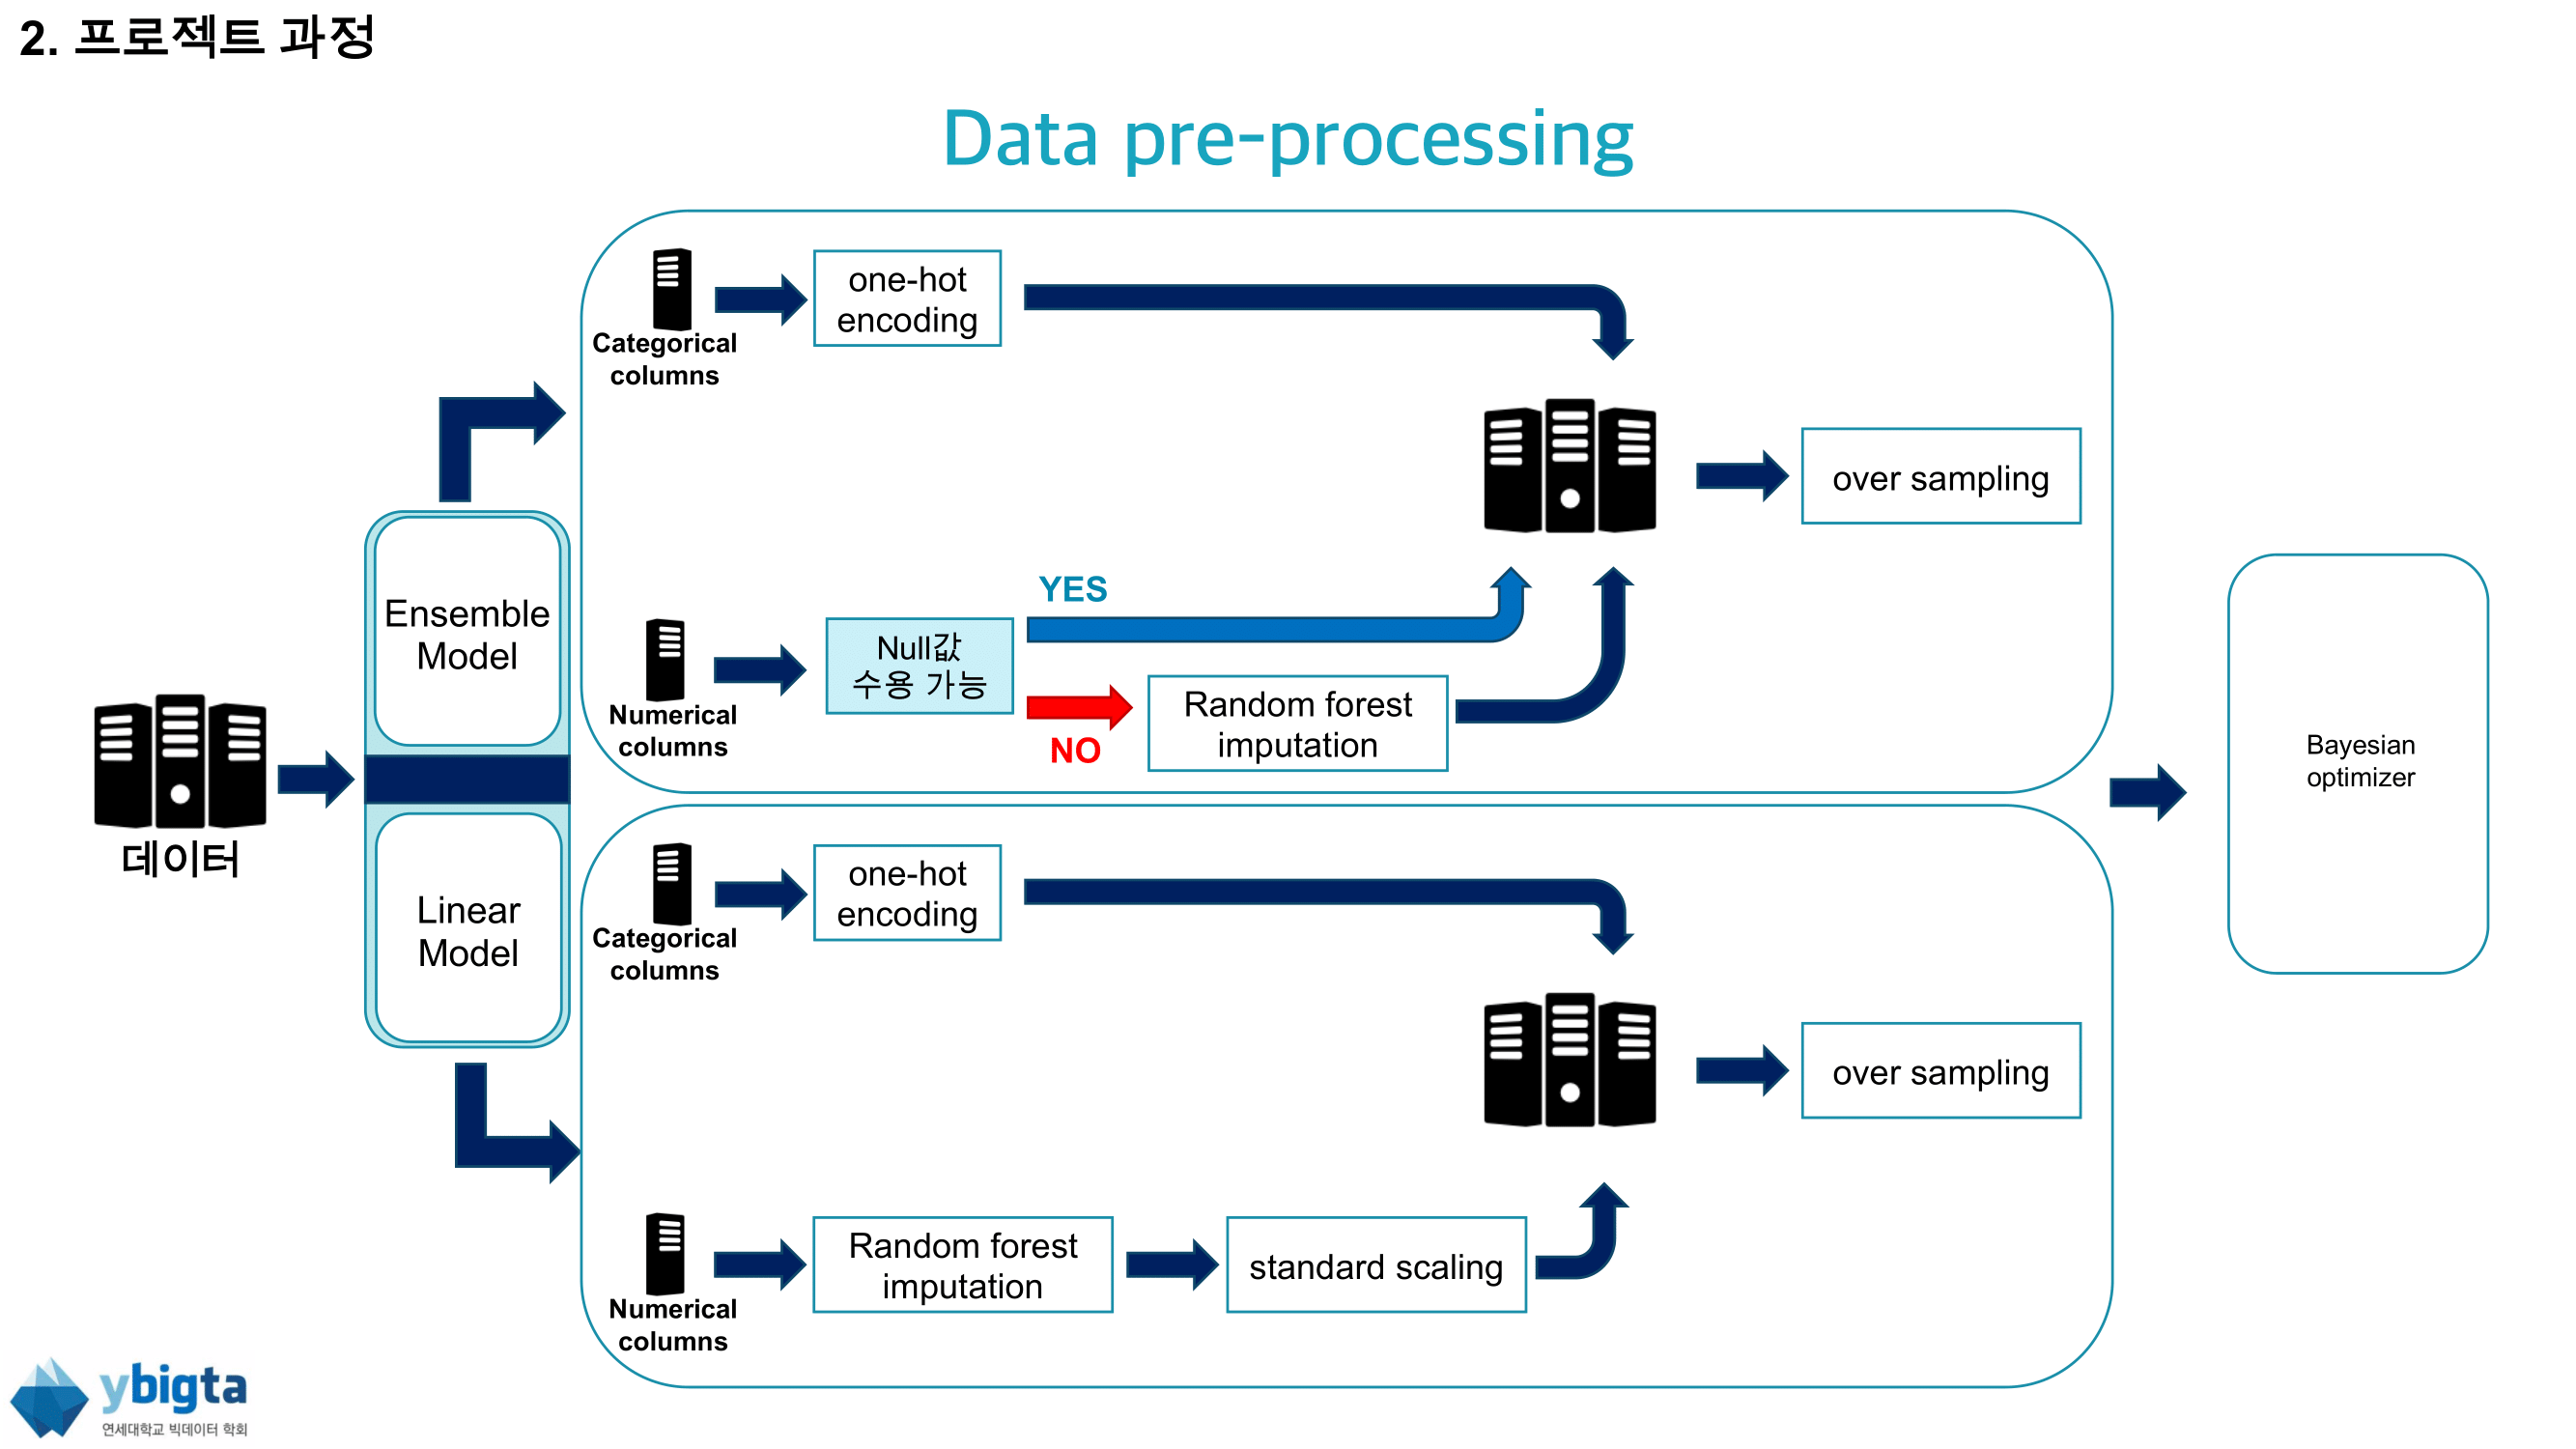 2. 프로젝트 과정
Data pre-processing
Categorical
columns
one-hot
encoding
over sampling
Numerical
columns
Null값
수용 가능
YES
NO
Random forest
imputation
데이터
Ensemble
Model
Linear
Model
Categorical
columns
one-hot
encoding
over sampling
Numerical
columns
Random forest
imputation
standard scaling
Bayesian
optimizer
ybigta
연세대학교 빅데이터 학회